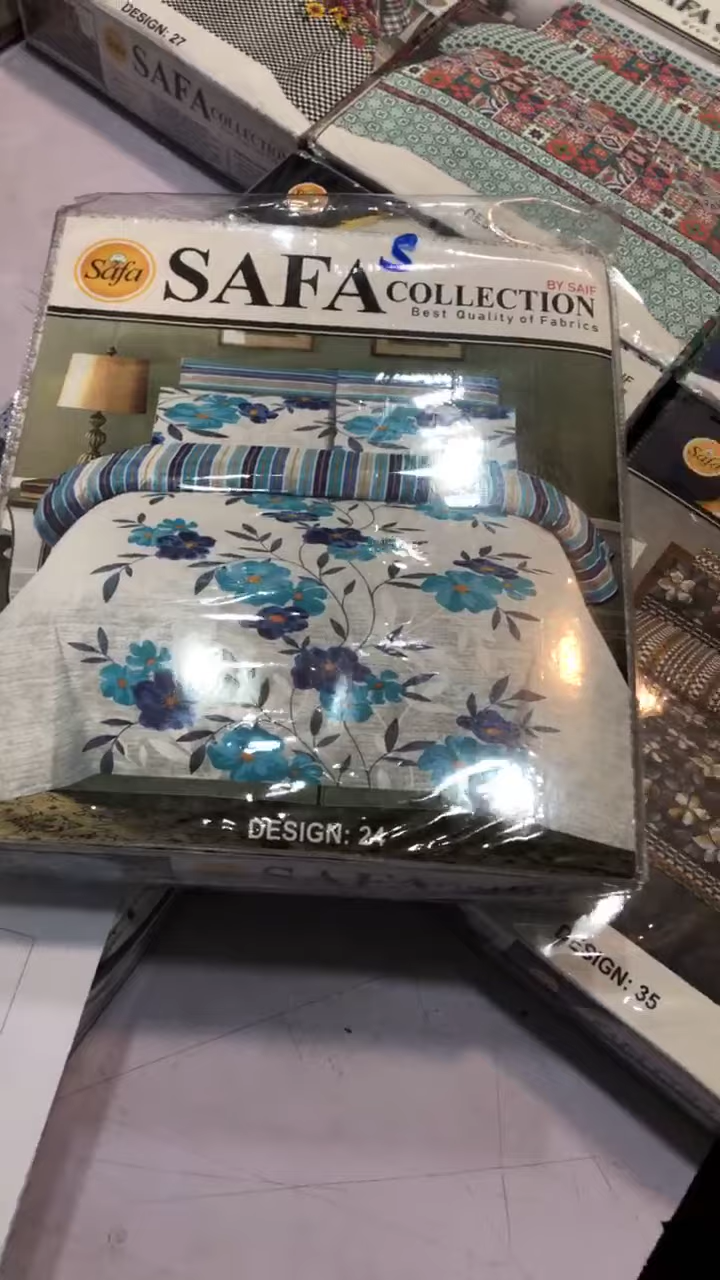 DESIGN: 27
SAFA COLLECTION
Safa
S
SAFA COLLECTION
BY SAIF
Best Quality of Fabrics
DESIGN: 24
Safa
DESIGN: 35